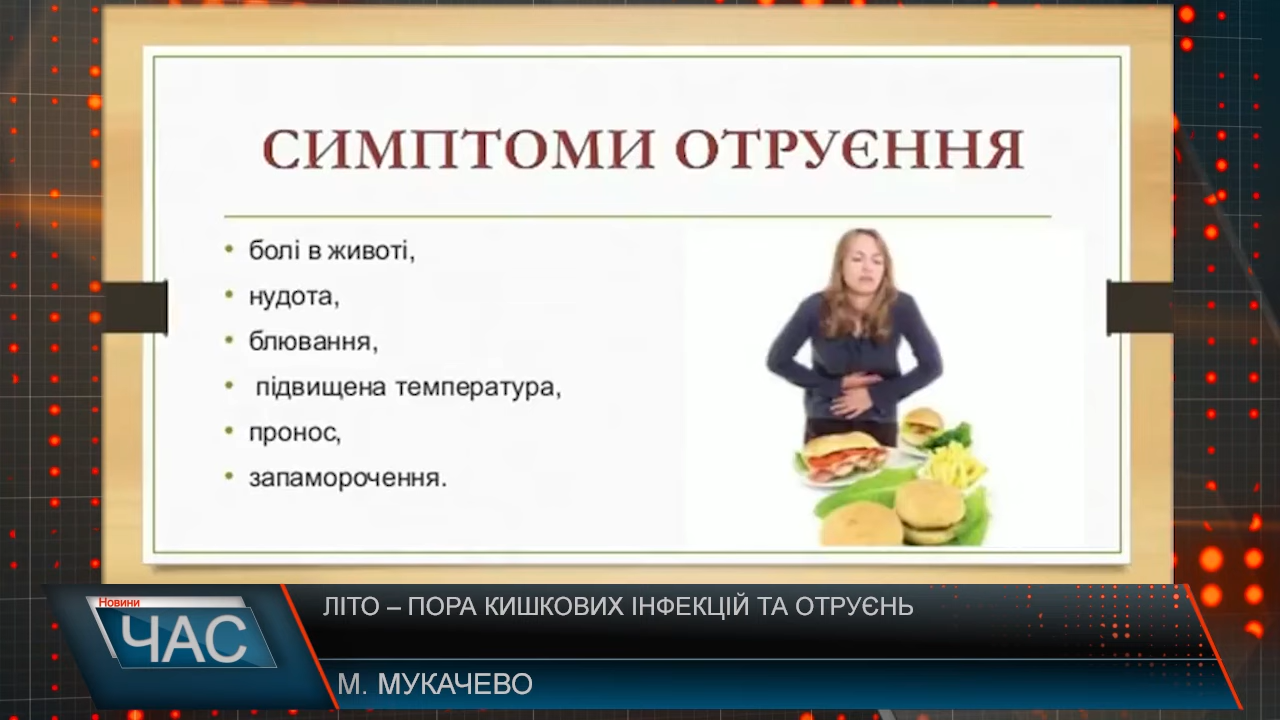 СИМПТОМИ ОТРУЄННЯ
• болі в животі,
• нудота,
• блювання,
• підвищена температура,
• пронос,
• запаморочення.
Новини
ЧАС
ЛІТО – ПОРА КИШКОВИХ ІНФЕКЦІЙ ТА ОТРУЄНЬ
М. МУКАЧЕВО